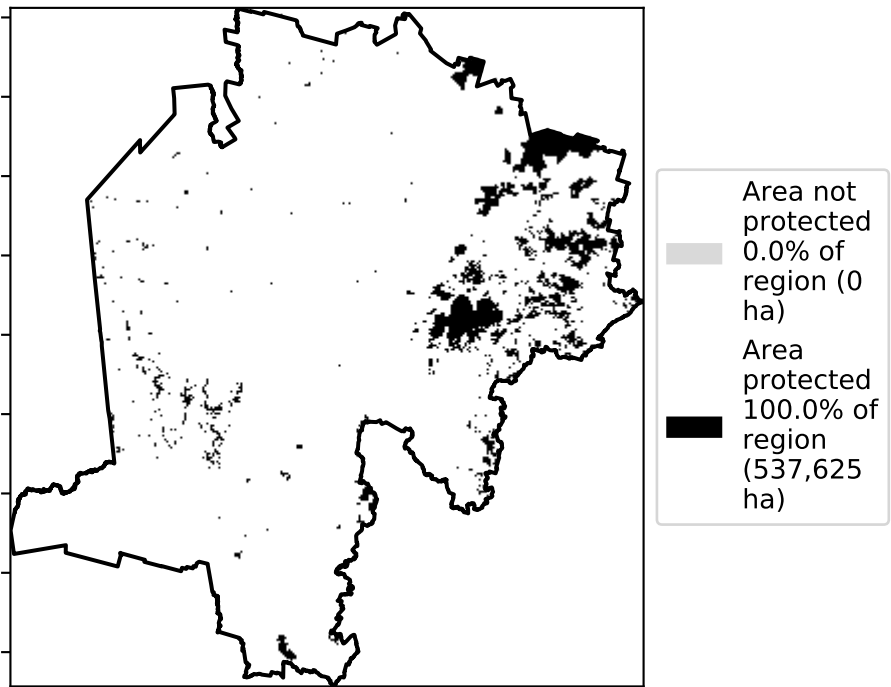 Area not
protected
0.0% of
region (0
ha)
Area
protected
100.0% of
region
(537,625
ha)